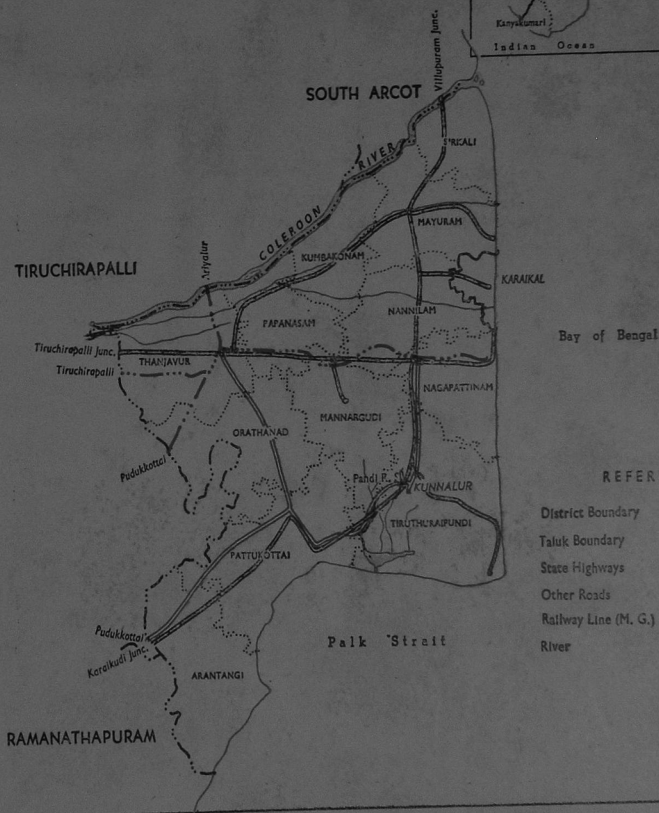 Kanyakumari
Indian Ocean
Villupuram Junc.
SOUTH ARCOT
SIRKALI
COLEROON RIVER
MAYURAM
Ariyalur
KUMBAKONAM
TIRUCHIRAPALLI
KARAIKAL
NANNILAM
PAPANASAM
Bay of Bengal
Tiruchirapalli Junc.
THANJAVUR
Tiruchirapalli
NAGAPATTINAM
MANNARGUDI
ORATHANAD
Pudukkottai
REFER
Pandi F.
KUNNALUR
District Boundary
TIRUTHURAIPUNDI
Taluk Boundary
PATTUKOTTAI
State Highways
Other Roads
Railway Line (M. G.)
Pudukkottai
Palk Strait
River
Karaikudi Junc.
ARANTANGI
RAMANATHAPURAM